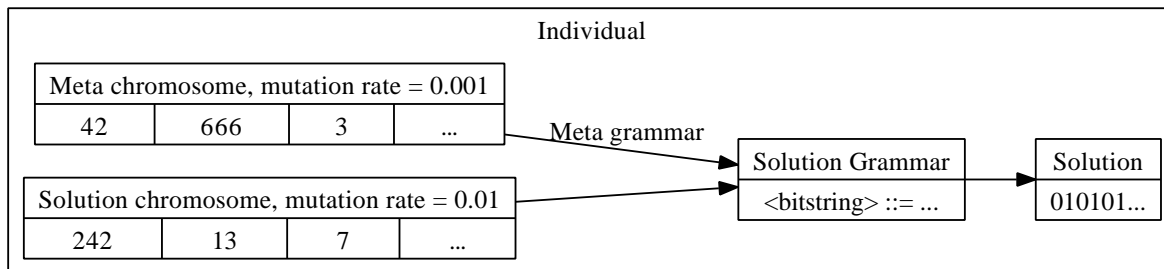 Individual
Meta chromosome, mutation rate = 0.001
42 666 3 ...
Meta grammar
Solution chromosome, mutation rate = 0.01
242 13 7 ...
Solution Grammar
<bitstring> ::= ...
Solution
010101...